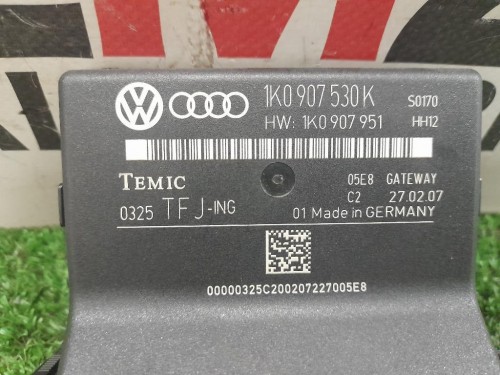 1K0 907 530 K S0170
HW: 1K0 907 951 HH12
TEMIC 05E8 GATEWAY
C2 27.02.07
0325 TFJ-ING 01 Made in GERMANY
00000325C200207227005E8